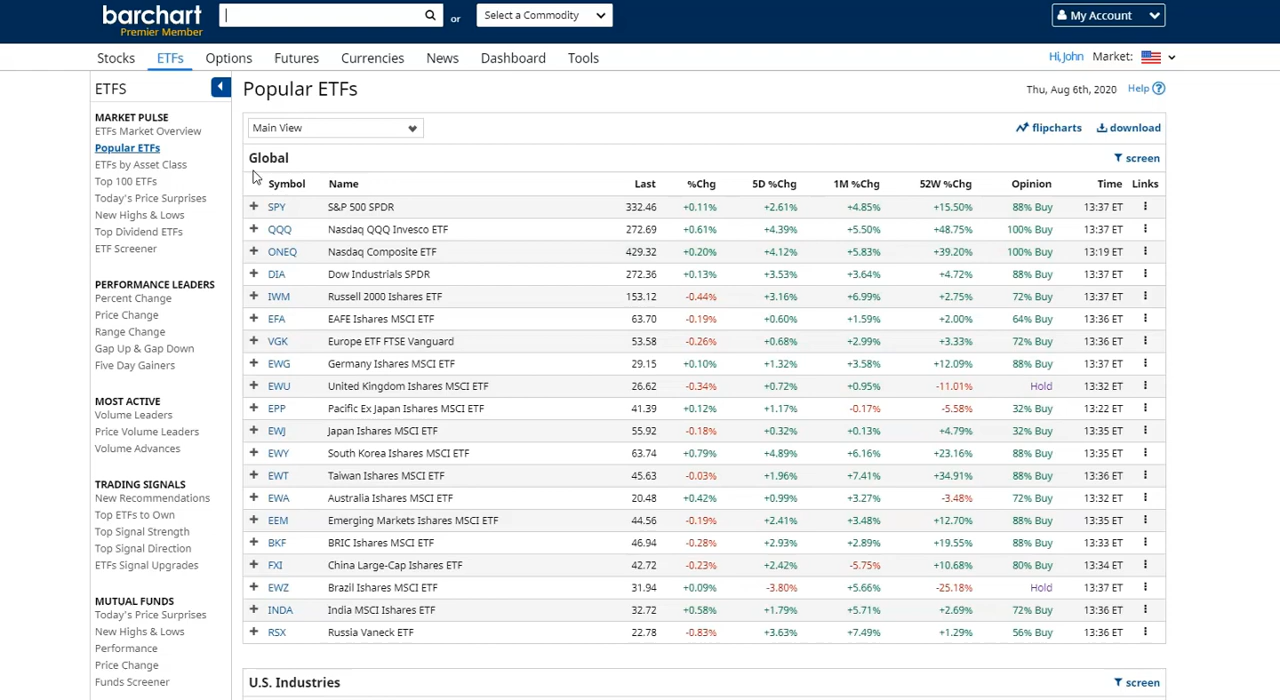 barchart
Premier Member
or
Select a Commodity
My Account
Stocks ETFs Options Futures Currencies News Dashboard Tools
Hi, John Market:
ETFS
MARKET PULSE
ETFs Market Overview
Popular ETFs
ETFs by Asset Class
Top 100 ETFs
Today's Price Surprises
New Highs & Lows
Top Dividend ETFs
ETF Screener
PERFORMANCE LEADERS
Percent Change
Price Change
Range Change
Gap Up & Gap Down
Five Day Gainers
MOST ACTIVE
Volume Leaders
Price Volume Leaders
Volume Advances
TRADING SIGNALS
New Recommendations
Top ETFs to Own
Top Signal Strength
Top Signal Direction
ETFs Signal Upgrades
MUTUAL FUNDS
Today's Price Surprises
New Highs & Lows
Performance
Price Change
Funds Screener
Popular ETFs
Thu, Aug 6th, 2020 Help ?
Main View
flipcharts download
Global screen
Symbol Name Last %Chg 5D %Chg 1M %Chg 52W %Chg Opinion Time Links
+ SPY S&P 500 SPDR 332.46 +0.11% +2.61% +4.85% +15.50% 88% Buy 13:37 ET
+ QQQ Nasdaq QQQ Invesco ETF 272.69 +0.61% +4.39% +5.50% +48.75% 100% Buy 13:37 ET
+ ONEQ Nasdaq Composite ETF 429.32 +0.20% +4.12% +5.83% +39.20% 100% Buy 13:19 ET
+ DIA Dow Industrials SPDR 272.36 +0.13% +3.53% +3.64% +4.72% 88% Buy 13:37 ET
+ IWM Russell 2000 Ishares ETF 153.12 -0.44% +3.16% +6.99% +2.75% 72% Buy 13:37 ET
+ EFA EAFE Ishares MSCI ETF 63.70 -0.19% +0.60% +1.59% +2.00% 64% Buy 13:36 ET
+ VGK Europe ETF FTSE Vanguard 53.58 -0.26% +0.68% +2.99% +3.33% 72% Buy 13:36 ET
+ EWG Germany Ishares MSCI ETF 29.15 +0.10% +1.32% +3.58% +12.09% 88% Buy 13:37 ET
+ EWU United Kingdom Ishares MSCI ETF 26.62 -0.34% +0.72% +0.95% -11.01% Hold 13:32 ET
+ EPP Pacific Ex Japan Ishares MSCI ETF 41.39 +0.12% +1.17% -0.17% -5.58% 32% Buy 13:22 ET
+ EWJ Japan Ishares MSCI ETF 55.92 -0.18% +0.32% +0.13% +4.79% 32% Buy 13:35 ET
+ EWY South Korea Ishares MSCI ETF 63.74 +0.79% +4.89% +6.16% +23.16% 88% Buy 13:35 ET
+ EWT Taiwan Ishares MSCI ETF 45.63 -0.03% +1.96% +7.41% +34.91% 88% Buy 13:35 ET
+ EWA Australia Ishares MSCI ETF 20.48 +0.42% +0.99% +3.27% -3.48% 72% Buy 13:32 ET
+ EEM Emerging Markets Ishares MSCI ETF 44.56 -0.19% +2.41% +3.48% +12.70% 88% Buy 13:35 ET
+ BKF BRIC Ishares MSCI ETF 46.94 -0.28% +2.93% +2.89% +19.55% 88% Buy 13:33 ET
+ FXI China Large-Cap Ishares ETF 42.72 -0.23% +2.42% -5.75% +10.68% 80% Buy 13:34 ET
+ EWZ Brazil Ishares MSCI ETF 31.94 +0.09% -3.80% +5.66% -25.18% Hold 13:37 ET
+ INDA India MSCI Ishares ETF 32.72 +0.58% +1.79% +5.71% +2.69% 72% Buy 13:36 ET
+ RSX Russia Vaneck ETF 22.78 -0.83% +3.63% +7.49% +1.29% 56% Buy 13:36 ET
U.S. Industries screen